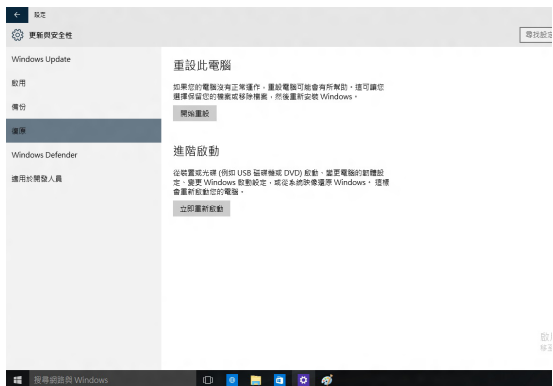 設定
更新與安全性
尋找設定
Windows Update
啟用
備份
還原
Windows Defender
適用於開發人員
重設此電腦
如果您的電腦沒有正常運作，重設電腦可能會有所幫助。這可讓您
選擇保留您的檔案或移除檔案，然後重新安裝 Windows。
開始重設
進階啟動
從裝置或光碟 (例如 USB 磁碟機或 DVD) 啟動、變更電腦的韌體設
定、變更 Windows 啟動設定，或從系統映像還原 Windows。 這樣
會重新啟動您的電腦。
立即重新啟動
搜尋網路與 Windows